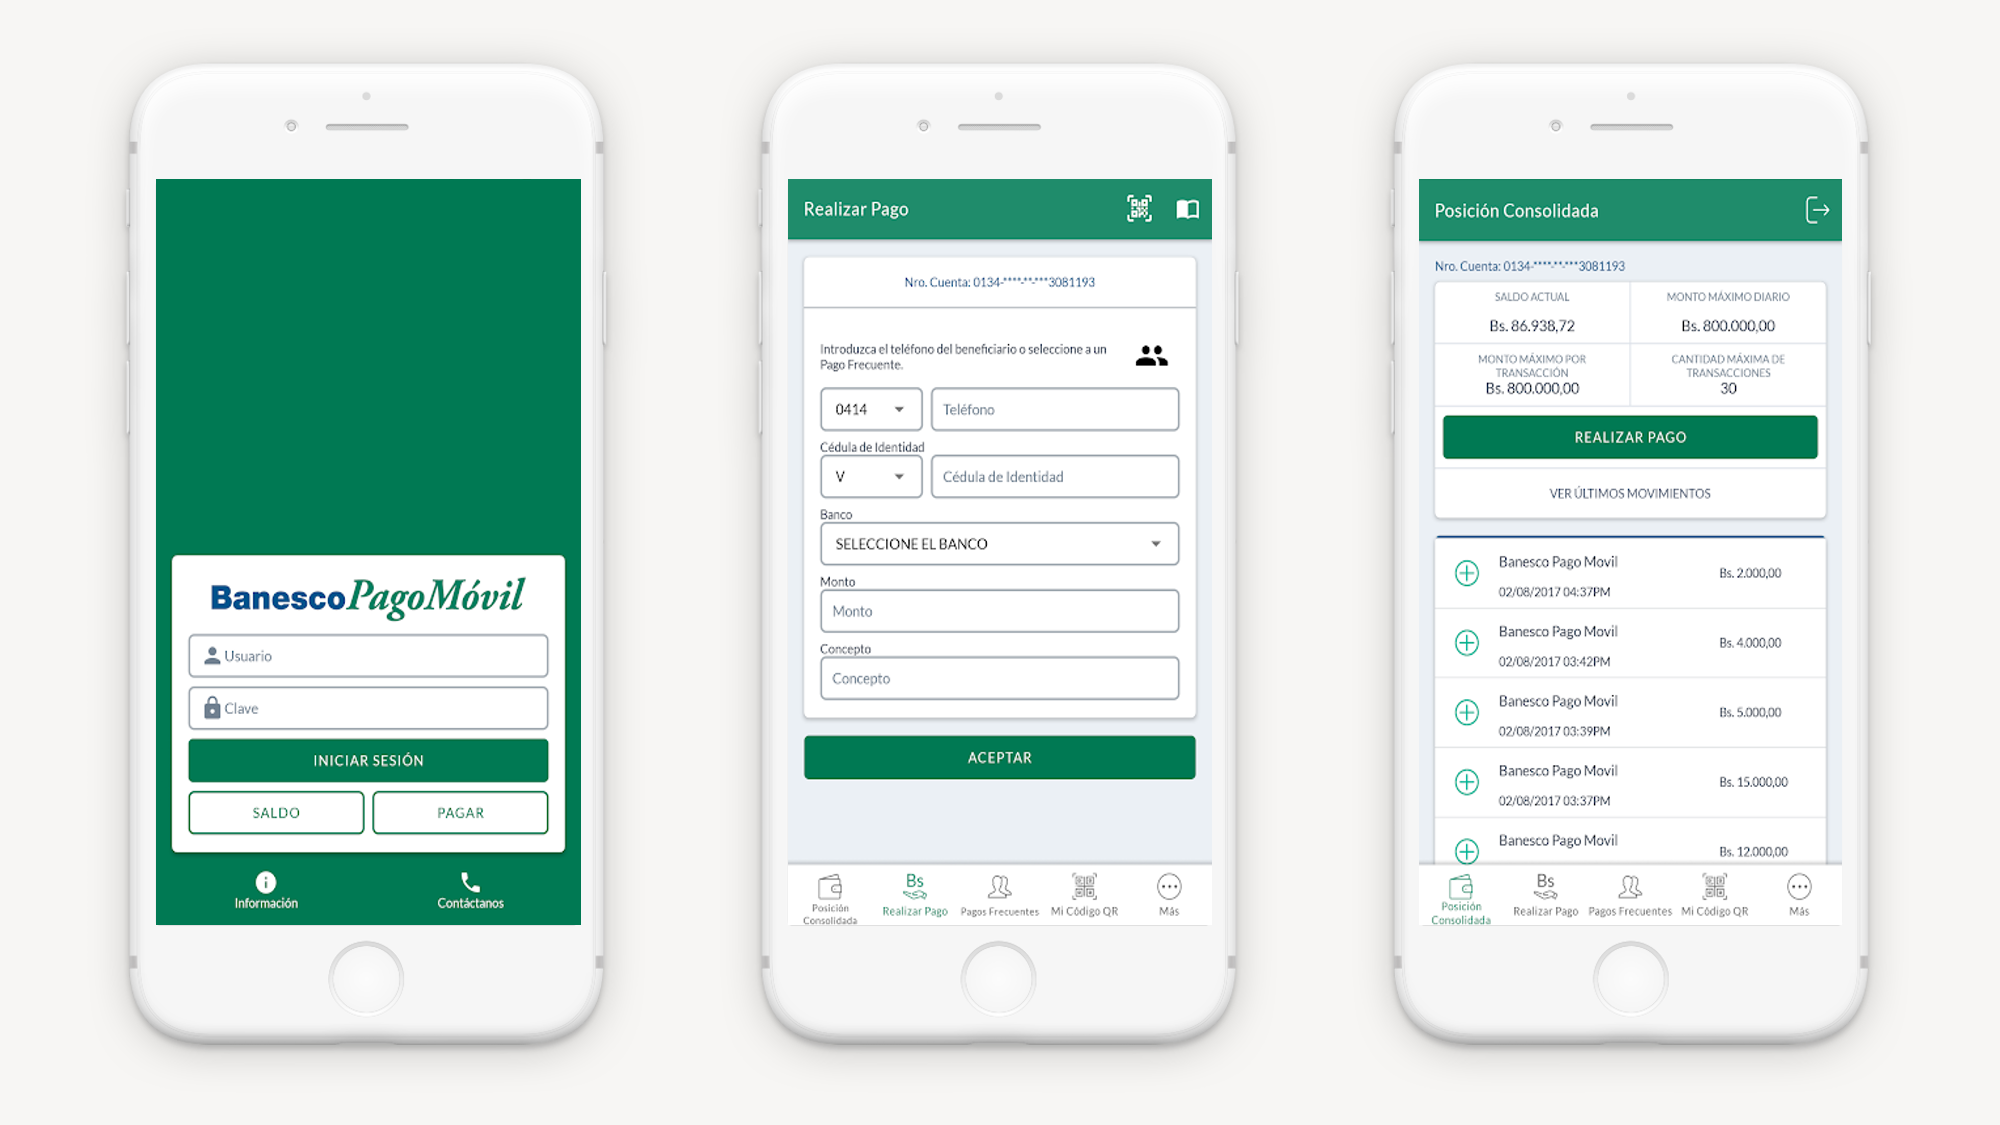 BanescoPagoMóvil
Usuario
Clave
INICIAR SESIÓN
SALDO
PAGAR
Información
Contáctanos
Realizar Pago
Nro. Cuenta: 0134-****-**-***3081193
Introduzca el teléfono del beneficiario o seleccione a un
Pago Frecuente.
0414
Teléfono
Cédula de Identidad
V
Cédula de Identidad
Banco
SELECCIONE EL BANCO
Monto
Monto
Concepto
Concepto
ACEPTAR
Posición
Consolidada
Bs
Realizar Pago
Pagos Frecuentes
Mi Código QR
Más
Posición Consolidada
Nro. Cuenta: 0134-****-**-***3081193
SALDO ACTUAL
Bs. 86.938,72
MONTO MÁXIMO DIARIO
Bs. 800.000,00
MONTO MÁXIMO POR
TRANSACCIÓN
Bs. 800.000,00
CANTIDAD MÁXIMA DE
TRANSACCIONES
30
REALIZAR PAGO
VER ÚLTIMOS MOVIMIENTOS
Banesco Pago Movil
02/08/2017 04:37PM
Bs. 2.000,00
Banesco Pago Movil
02/08/2017 03:42PM
Bs. 4.000,00
Banesco Pago Movil
02/08/2017 03:39PM
Bs. 5.000,00
Banesco Pago Movil
02/08/2017 03:37PM
Bs. 15.000,00
Banesco Pago Movil
Bs. 12.000,00
Posición
Consolidada
Bs
Realizar Pago
Pagos Frecuentes
Mi Código QR
Más